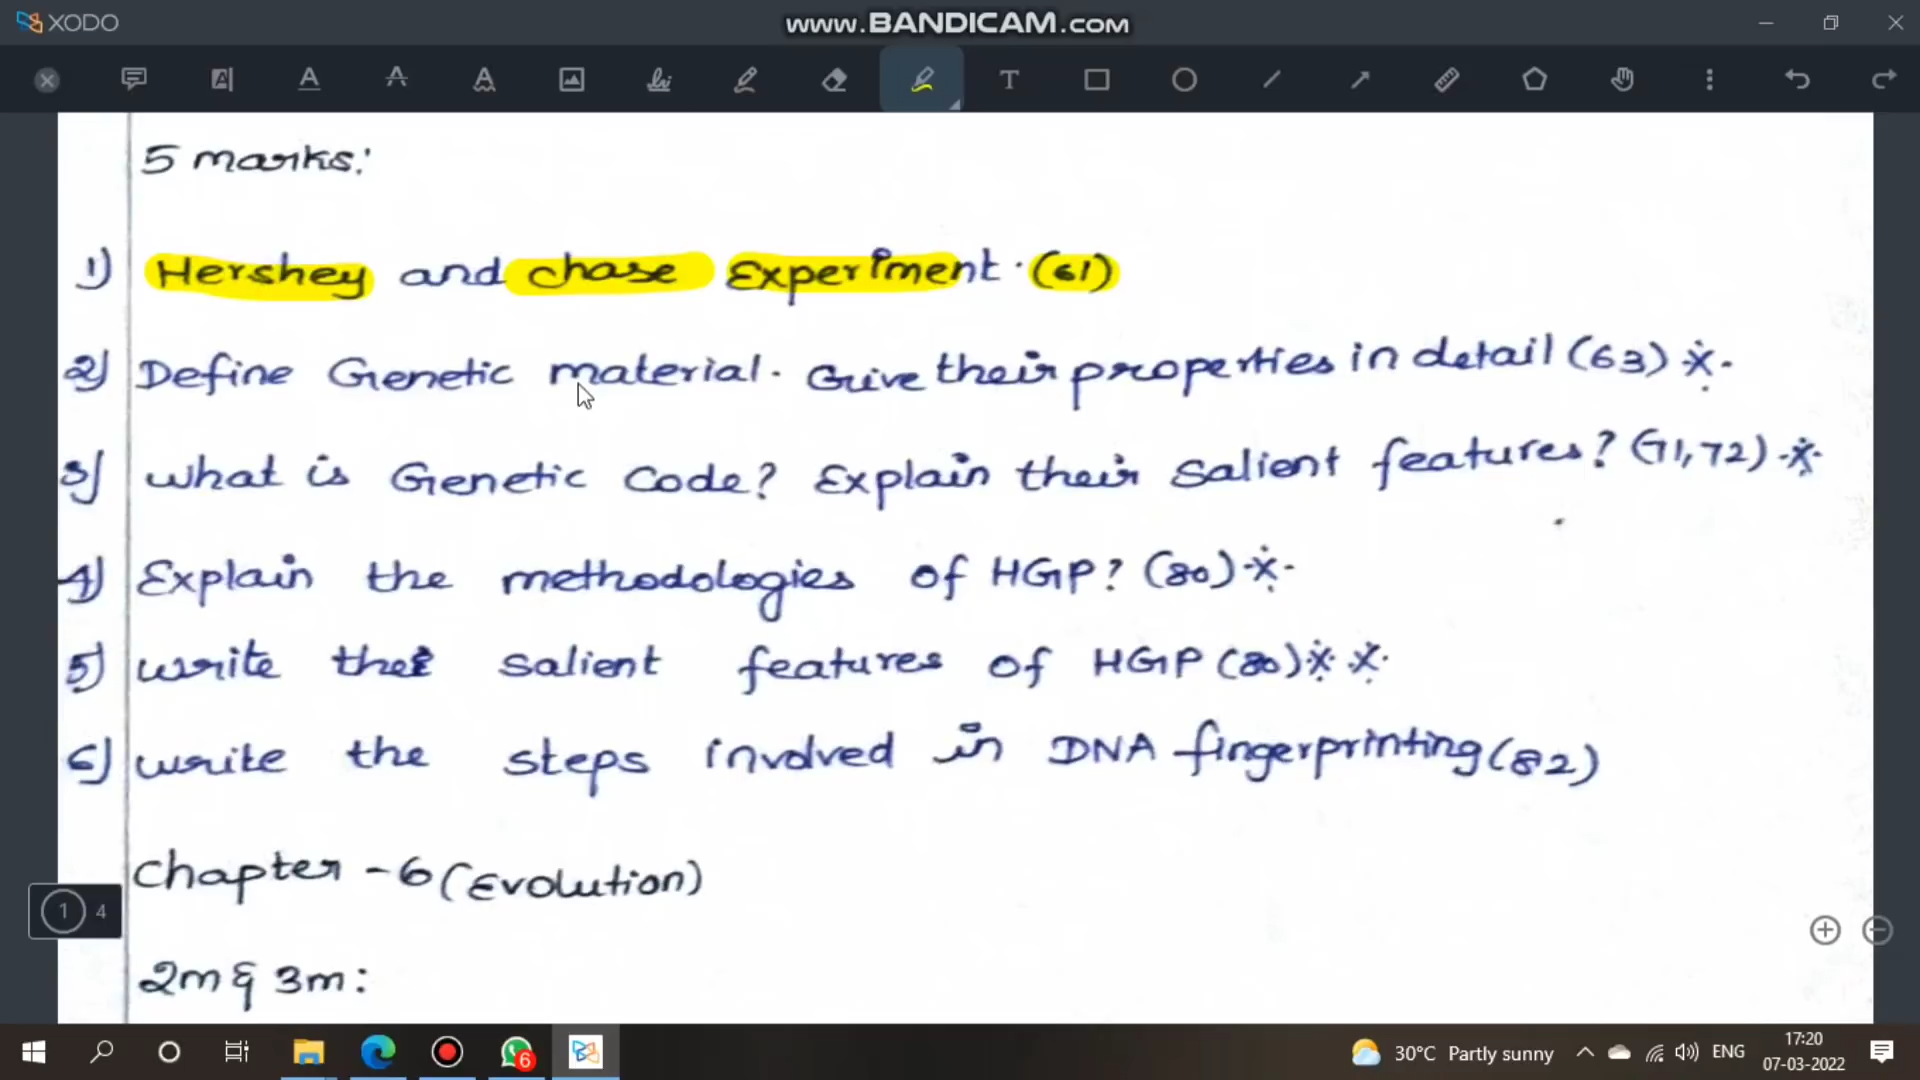 XODO
www.BANDICAM.com
5 marks:
1) Hershey and chase Experiment. (61)
2) Define Genetic material. Give their properties in detail (63) ※
3) what is Genetic Code? Explain their Salient features? (71,72) ※
4) Explain the methodologies of HGP? (80) ※
5) write the salient features of HGP (80) ※ ※
6) write the steps involved in DNA fingerprinting (82)
Chapter - 6 (Evolution)
1 4
2m & 3m:
6
30°C Partly sunny
ENG
17:20
07-03-2022